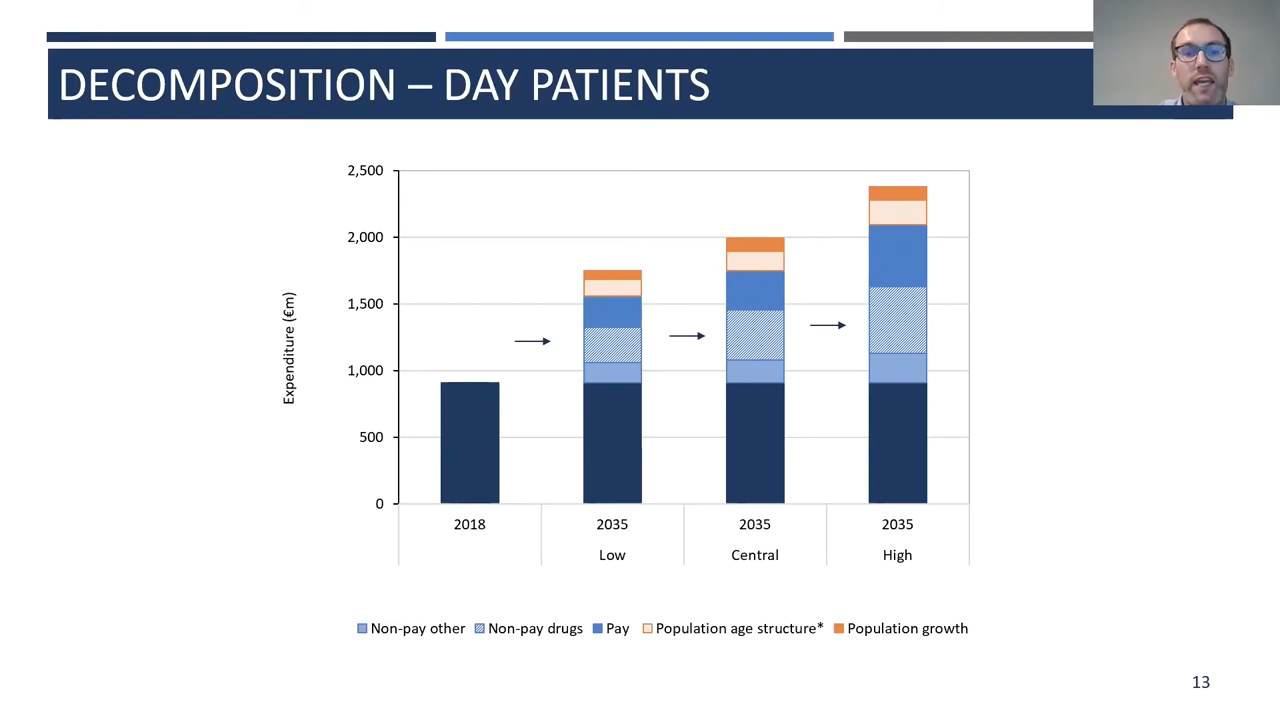 DECOMPOSITION – DAY PATIENTS
Expenditure (€m)
2,500
2,000
1,500
1,000
500
0
2018 2035 2035 2035
Low Central High
Non-pay other Non-pay drugs Pay Population age structure* Population growth
13